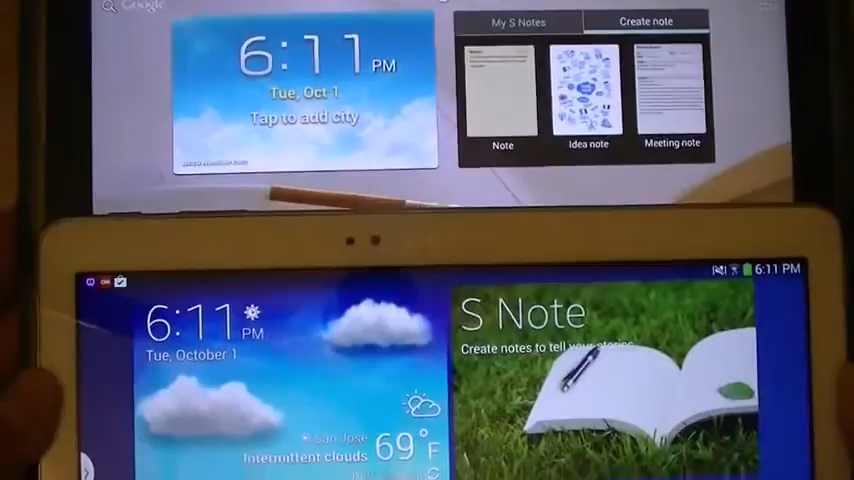 Google
My S Notes
Create note
6:11 PM
Tue, Oct 1
Tap to add city
Note
Idea note
Meeting note
6:11 PM
6:11 PM
Tue, October 1
S Note
Create notes to tell your stories
San Jose
69°F
Intermittent clouds